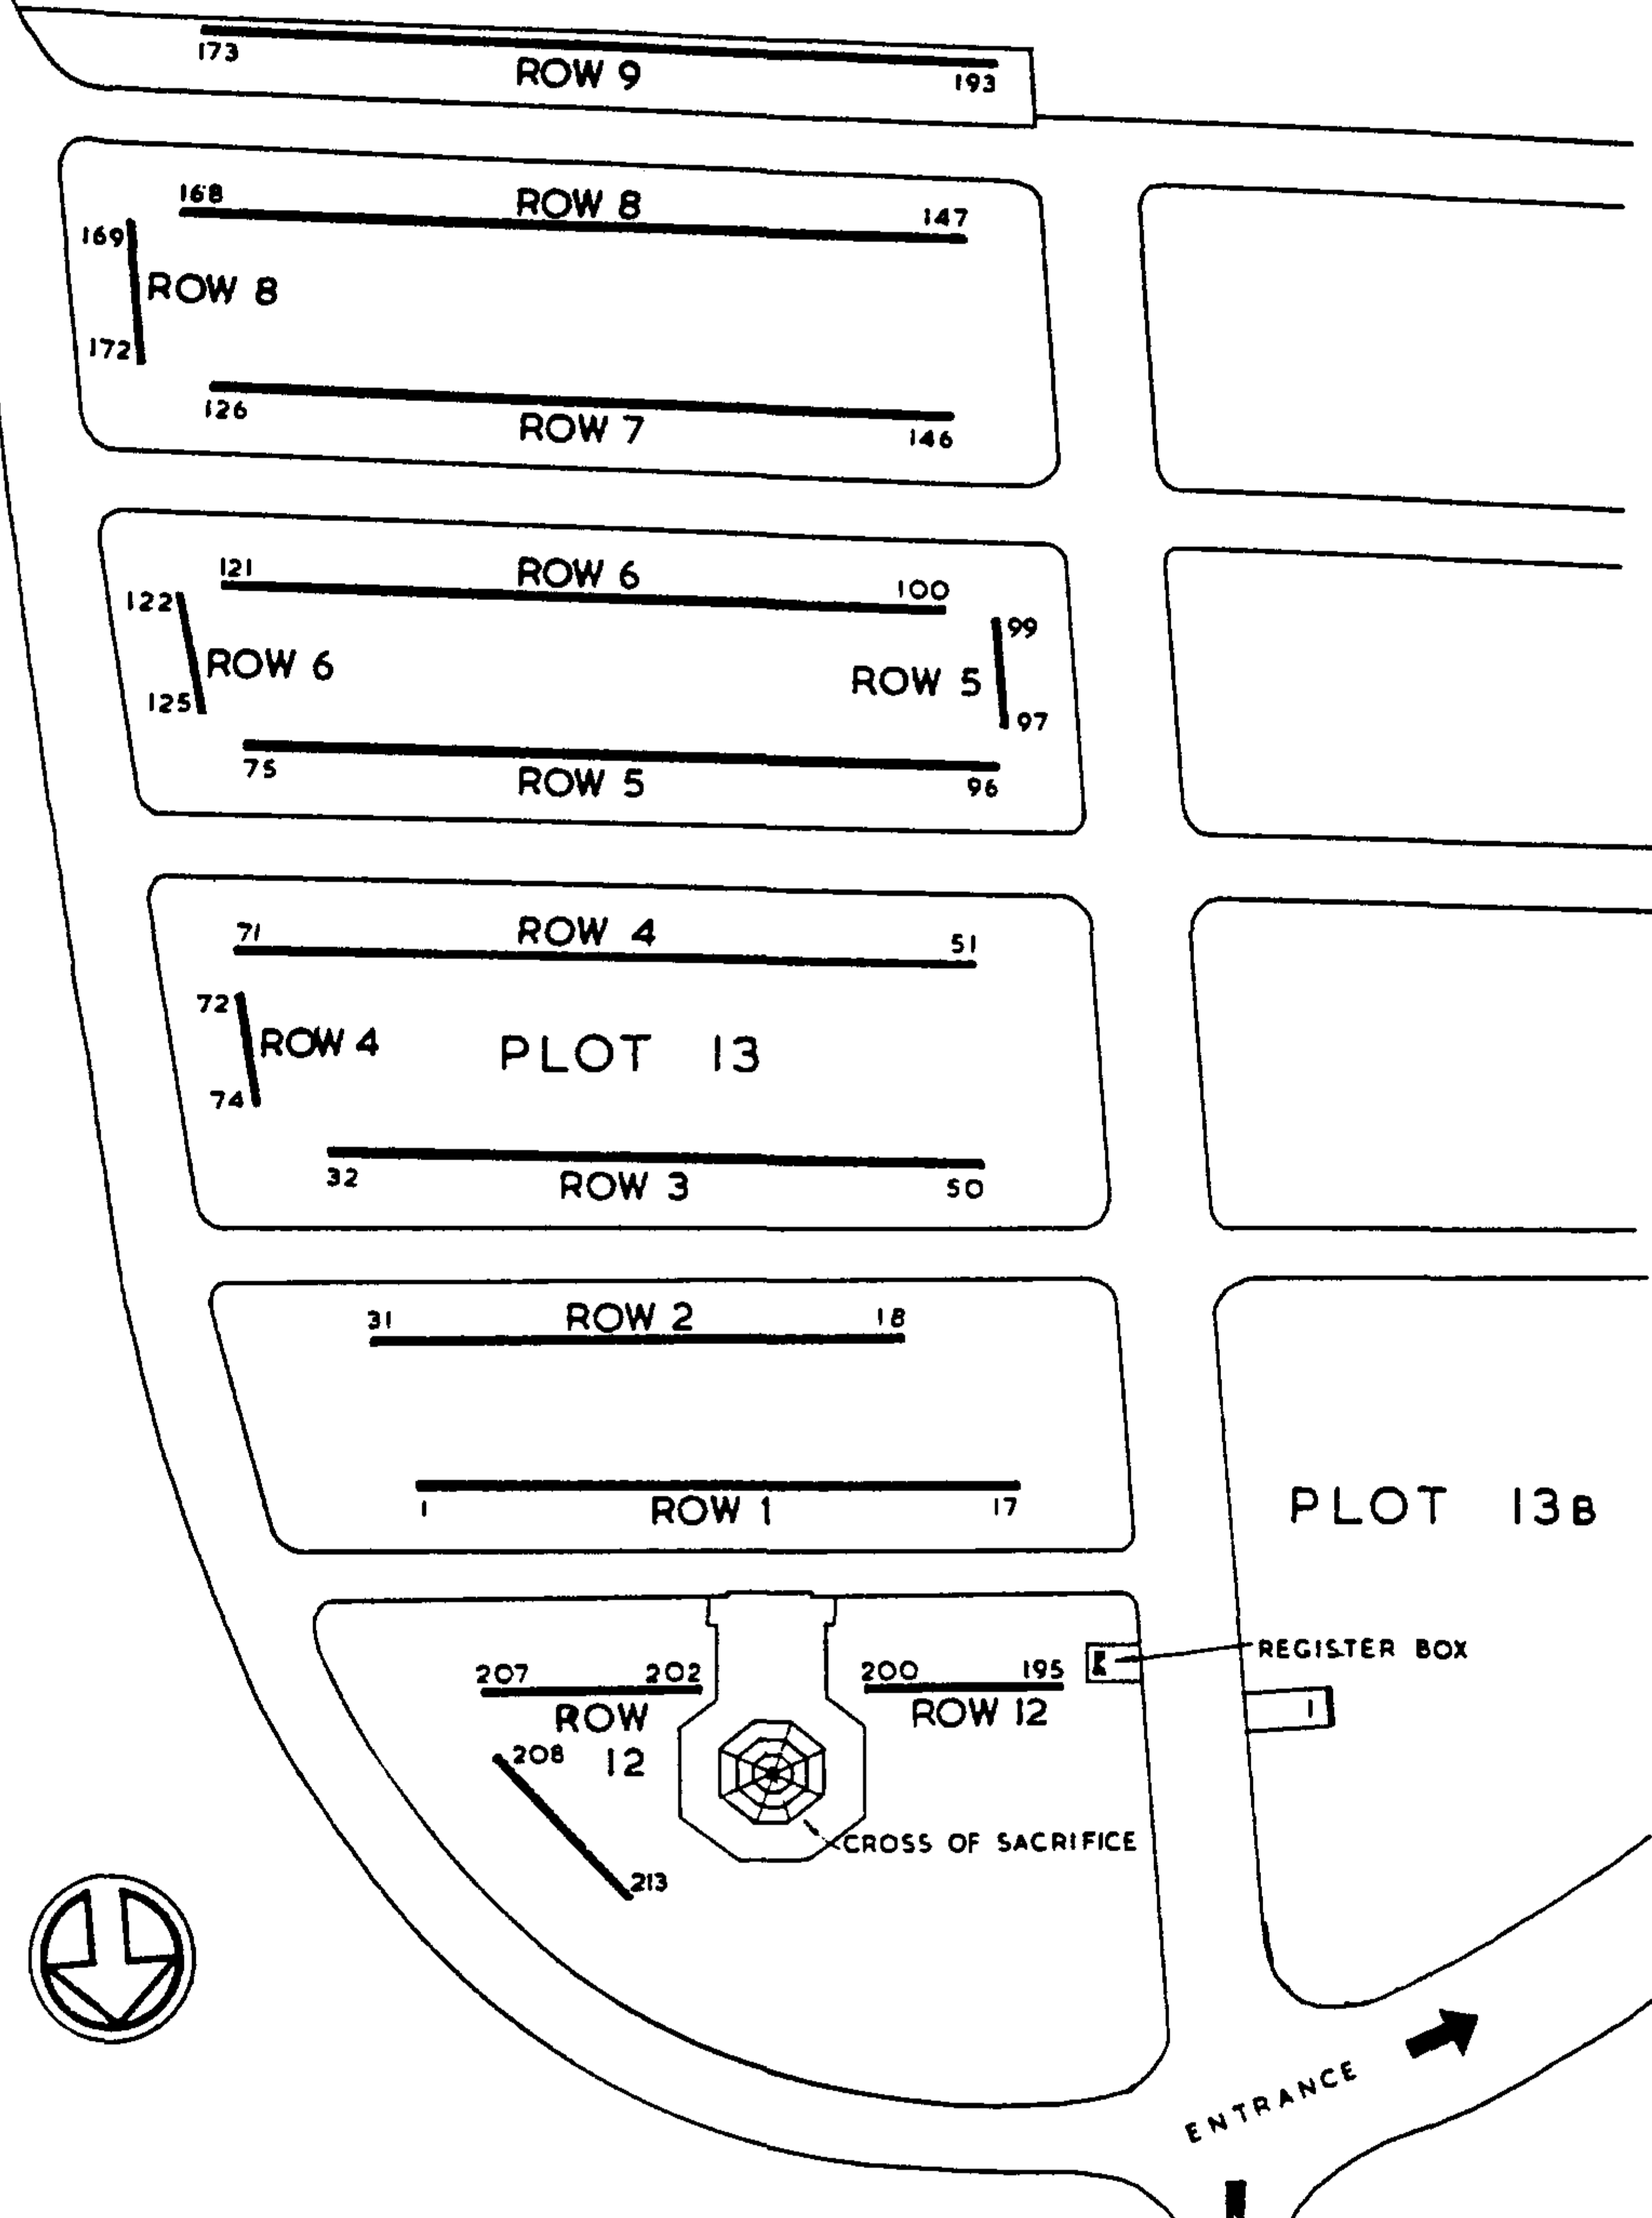 173
ROW 9
193
168
ROW 8
147
169
ROW 8
172
126
ROW 7
146
121
ROW 6
100
122
99
ROW 6
ROW 5
125
97
75
ROW 5
96
71
ROW 4
51
72
ROW 4
PLOT 13
74
32
ROW 3
50
31
ROW 2
18
1
ROW 1
17
PLOT 13B
REGISTER BOX
207
202
200
195
ROW
12
ROW 12
1
208
CROSS OF SACRIFICE
213
ENTRANCE